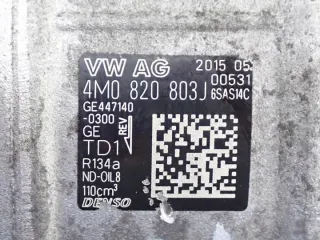 VW AG 2015 05
00531
4M0 820 803J 6SAS14C
GE447140
-0300
GE REV
TD1
R134a
ND-OIL8
110cm³
DENSO